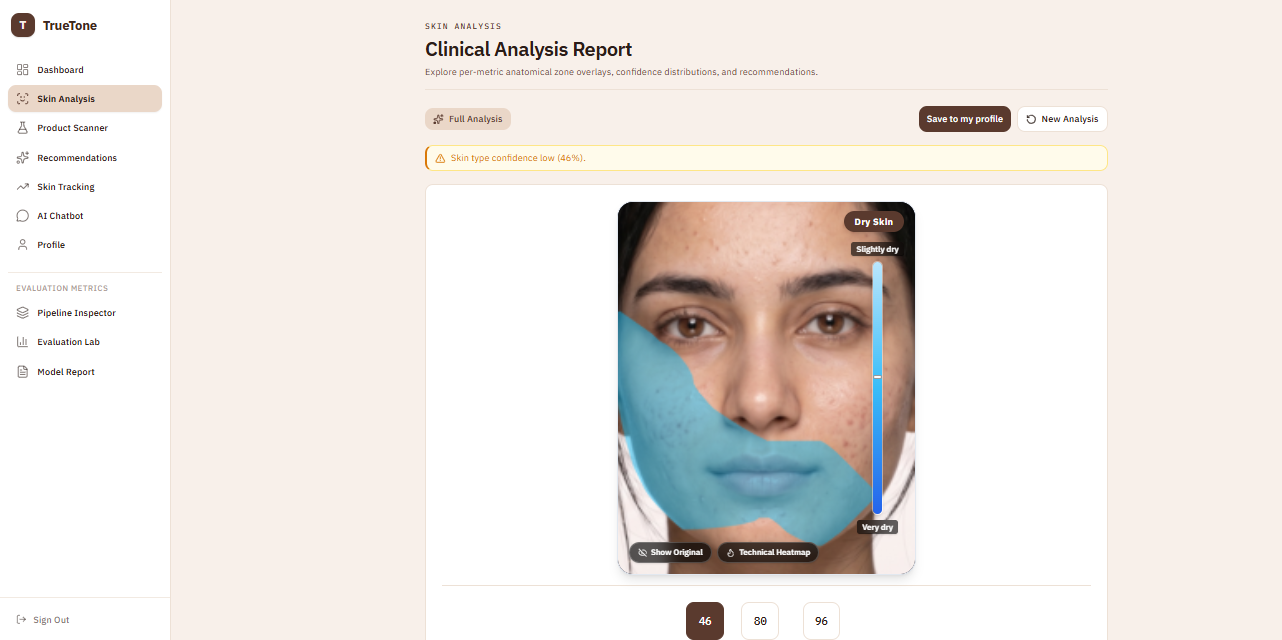 T TrueTone
Dashboard
Skin Analysis
Product Scanner
Recommendations
Skin Tracking
AI Chatbot
Profile
EVALUATION METRICS
Pipeline Inspector
Evaluation Lab
Model Report
Sign Out
SKIN ANALYSIS
Clinical Analysis Report
Explore per-metric anatomical zone overlays, confidence distributions, and recommendations.
Full Analysis
Save to my profile
New Analysis
Skin type confidence low (46%).
Dry Skin
Slightly dry
Very dry
Show Original
Technical Heatmap
46
80
96